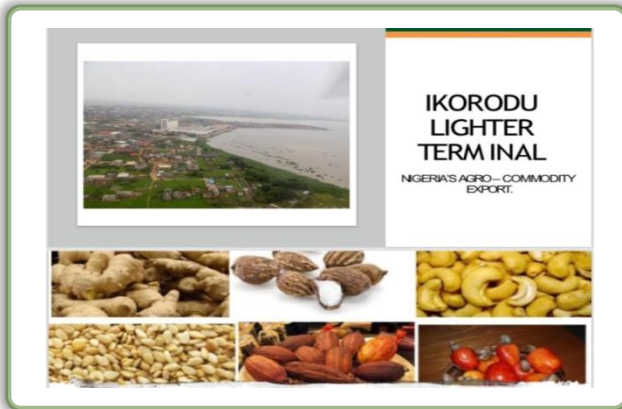 IKORODU
LIGHTER
TERM INAL
NIGERIA'S AGRO – COMMODITY
EXPORT.